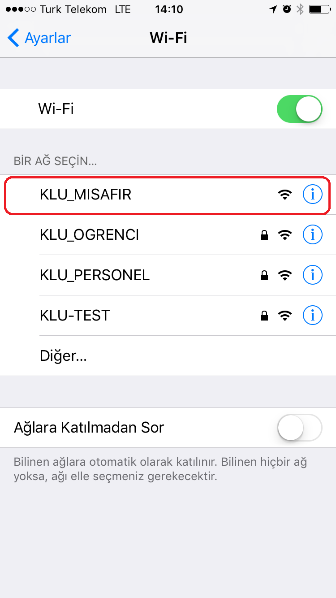 Turk Telekom LTE 14:10
Ayarlar Wi-Fi
Wi-Fi
BİR AĞ SEÇİN...
KLU_MISAFIR
KLU_OGRENCI
KLU_PERSONEL
KLU-TEST
Diğer...
Ağlara Katılmadan Sor
Bilinen ağlara otomatik olarak katılınır. Bilinen hiçbir ağ
yoksa, ağı elle seçmeniz gerekecektir.